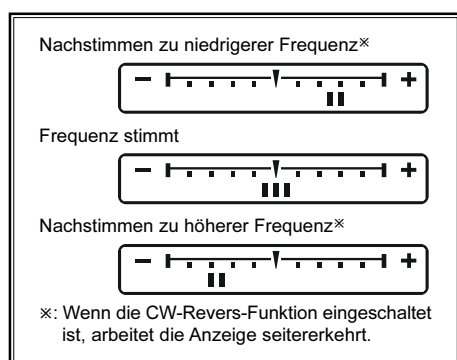 Nachstimmen zu niedrigerer Frequenz※
− +
Frequenz stimmt
− +
Nachstimmen zu höherer Frequenz※
− +
※: Wenn die CW-Revers-Funktion eingeschaltet
ist, arbeitet die Anzeige seitererkehrt.